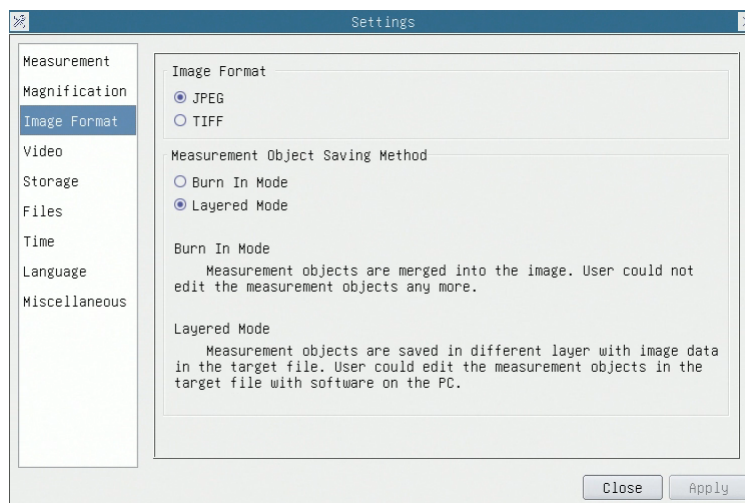 Settings
Measurement
Magnification
Image Format
Video
Storage
Files
Time
Language
Miscellaneous
Image Format
JPEG
TIFF
Measurement Object Saving Method
Burn In Mode
Layered Mode
Burn In Mode
Measurement objects are merged into the image. User could not
edit the measurement objects any more.
Layered Mode
Measurement objects are saved in different layer with image data
in the target file. User could edit the measurement objects in the
target file with software on the PC.
Close
Apply